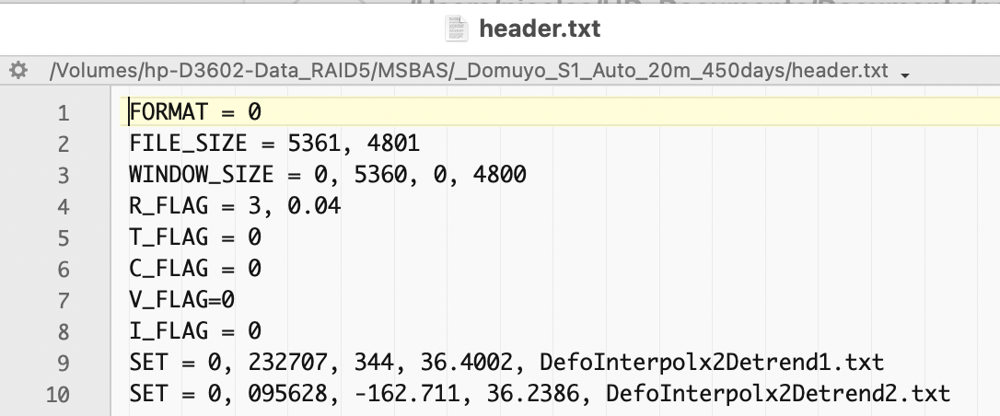 header.txt
/Volumes/hp-D3602-Data_RAID5/MSBAS/_Domuyo_S1_Auto_20m_450days/header.txt
1 FORMAT = 0
2 FILE_SIZE = 5361, 4801
3 WINDOW_SIZE = 0, 5360, 0, 4800
4 R_FLAG = 3, 0.04
5 T_FLAG = 0
6 C_FLAG = 0
7 V_FLAG=0
8 I_FLAG = 0
9 SET = 0, 232707, 344, 36.4002, DefoInterpolx2Detrend1.txt
10 SET = 0, 095628, -162.711, 36.2386, DefoInterpolx2Detrend2.txt